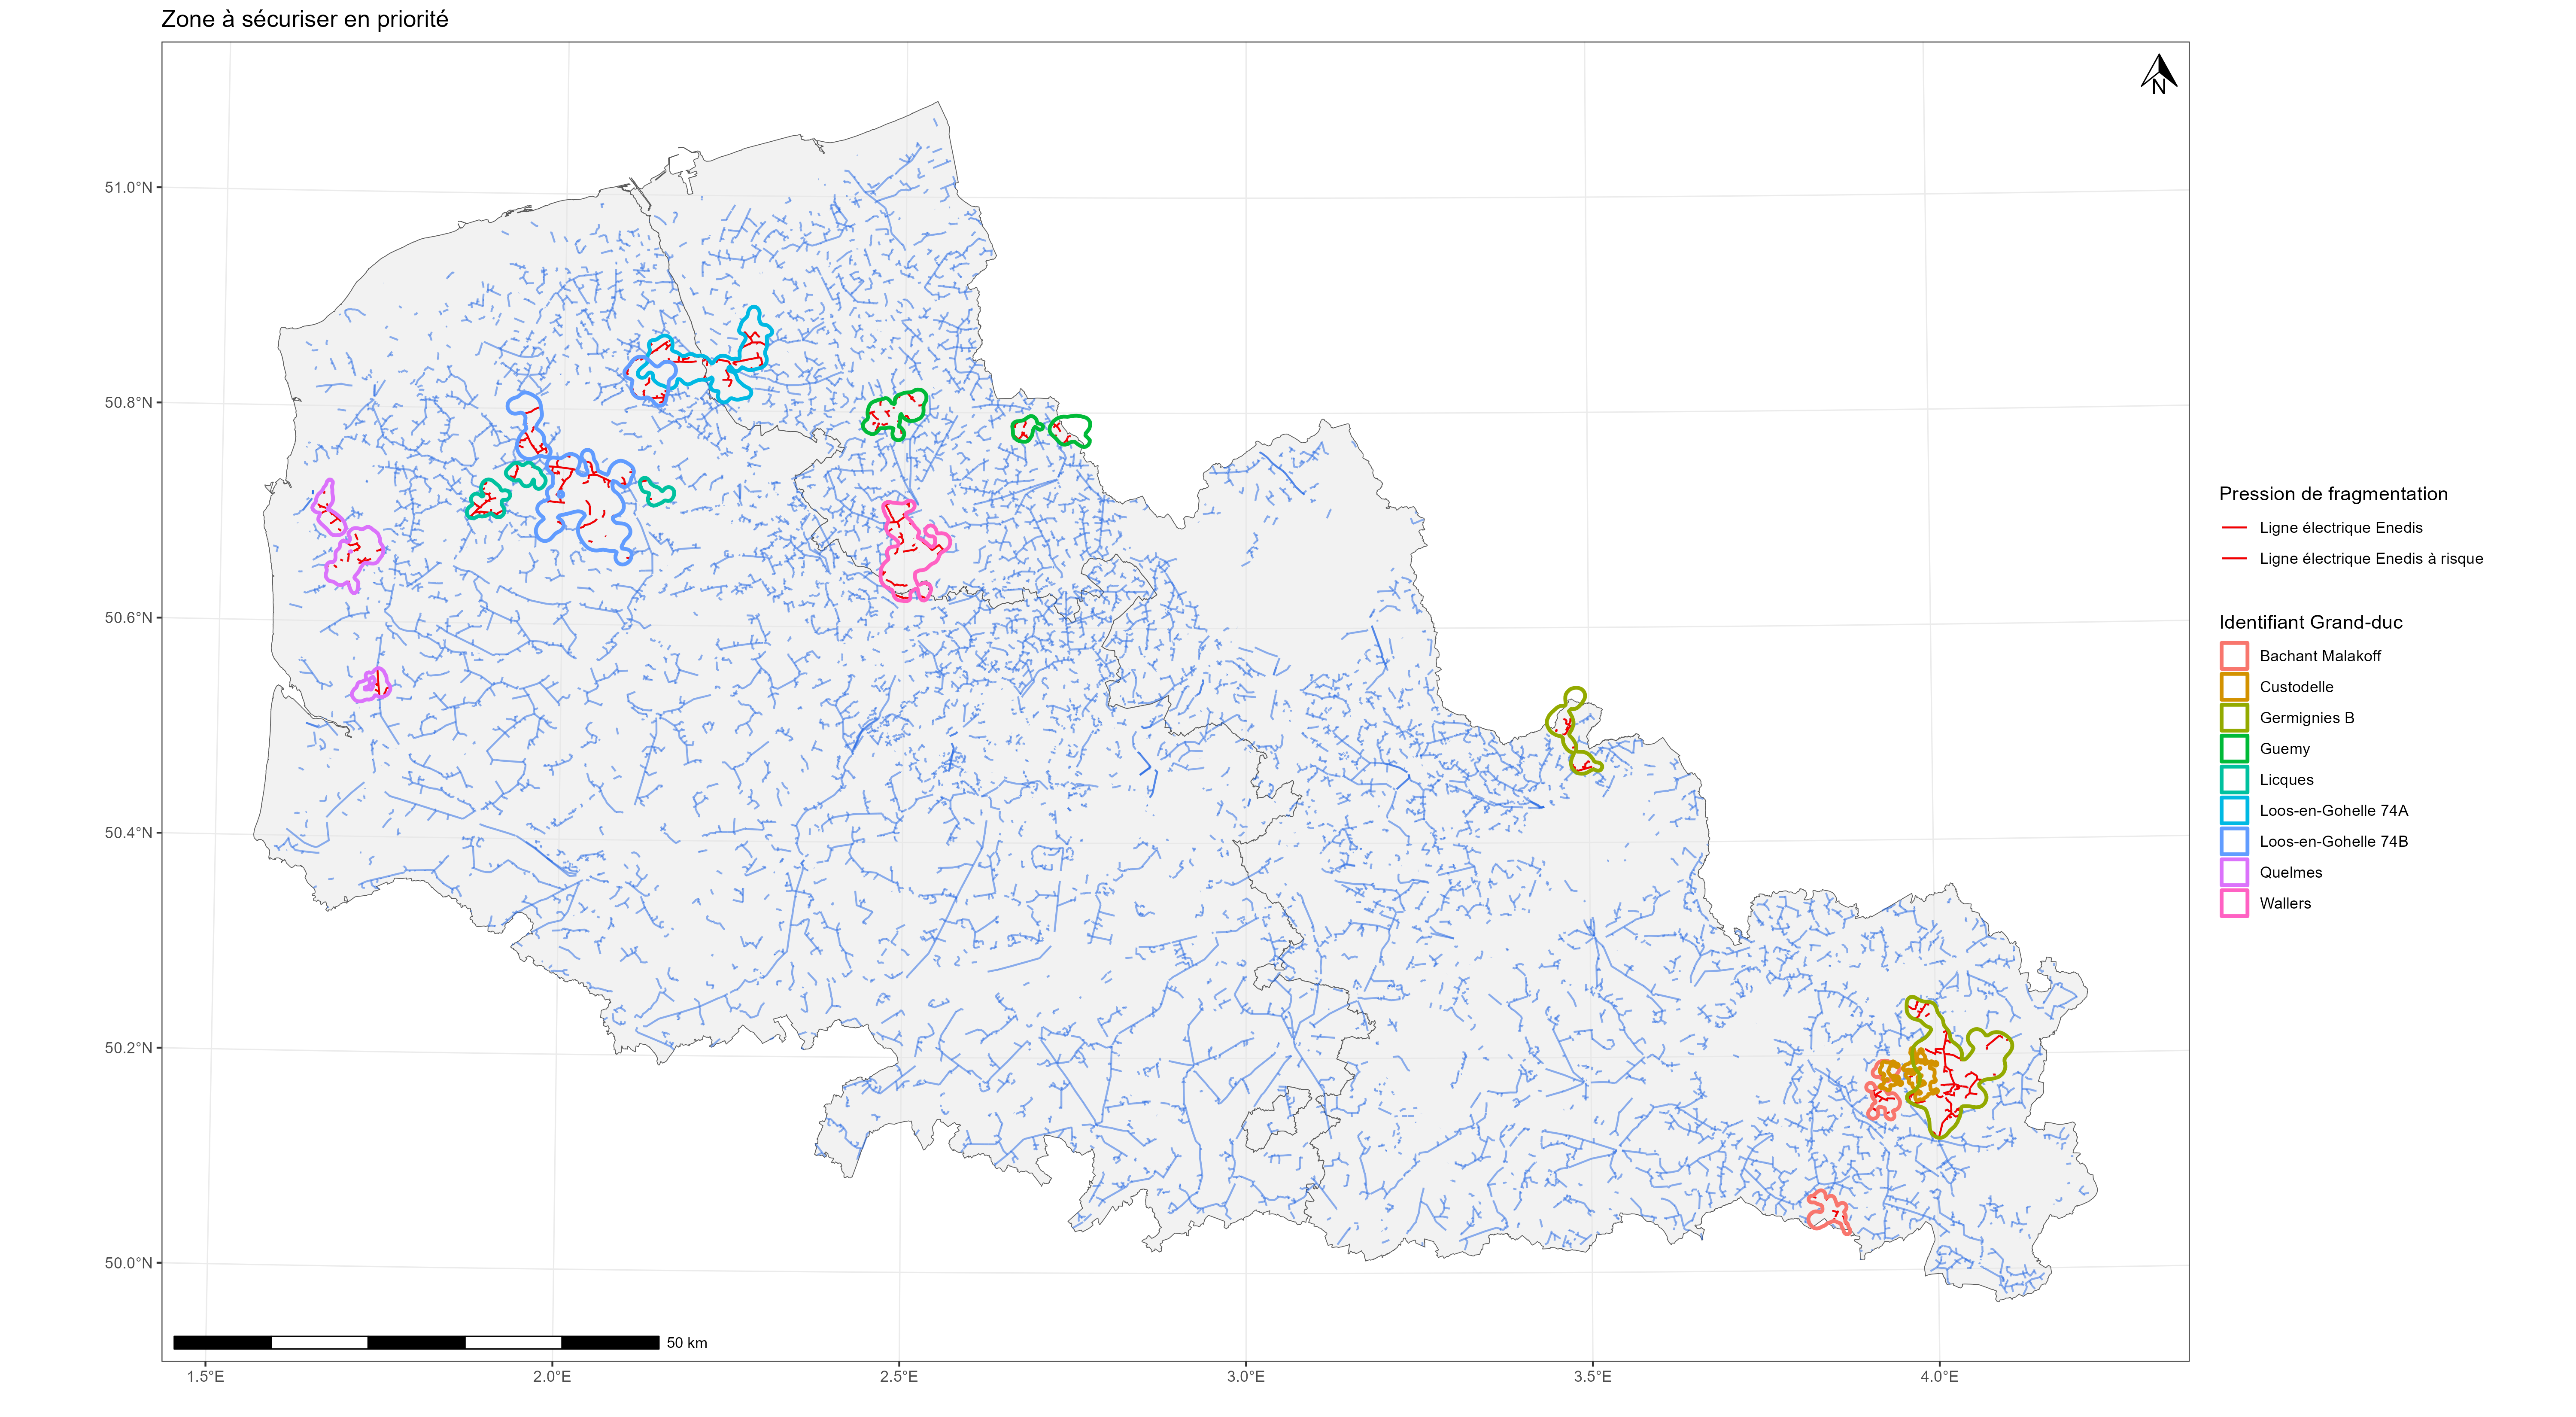 Zone à sécuriser en priorité
N
51.0°N
50.8°N
50.6°N
50.4°N
50.2°N
50.0°N
50 km
1.5°E
2.0°E
2.5°E
3.0°E
3.5°E
4.0°E
Pression de fragmentation
Ligne électrique Enedis
Ligne électrique Enedis à risque
Identifiant Grand-duc
Bachant Malakoff
Custodelle
Germignies B
Guemy
Licques
Loos-en-Gohelle 74A
Loos-en-Gohelle 74B
Quelmes
Wallers